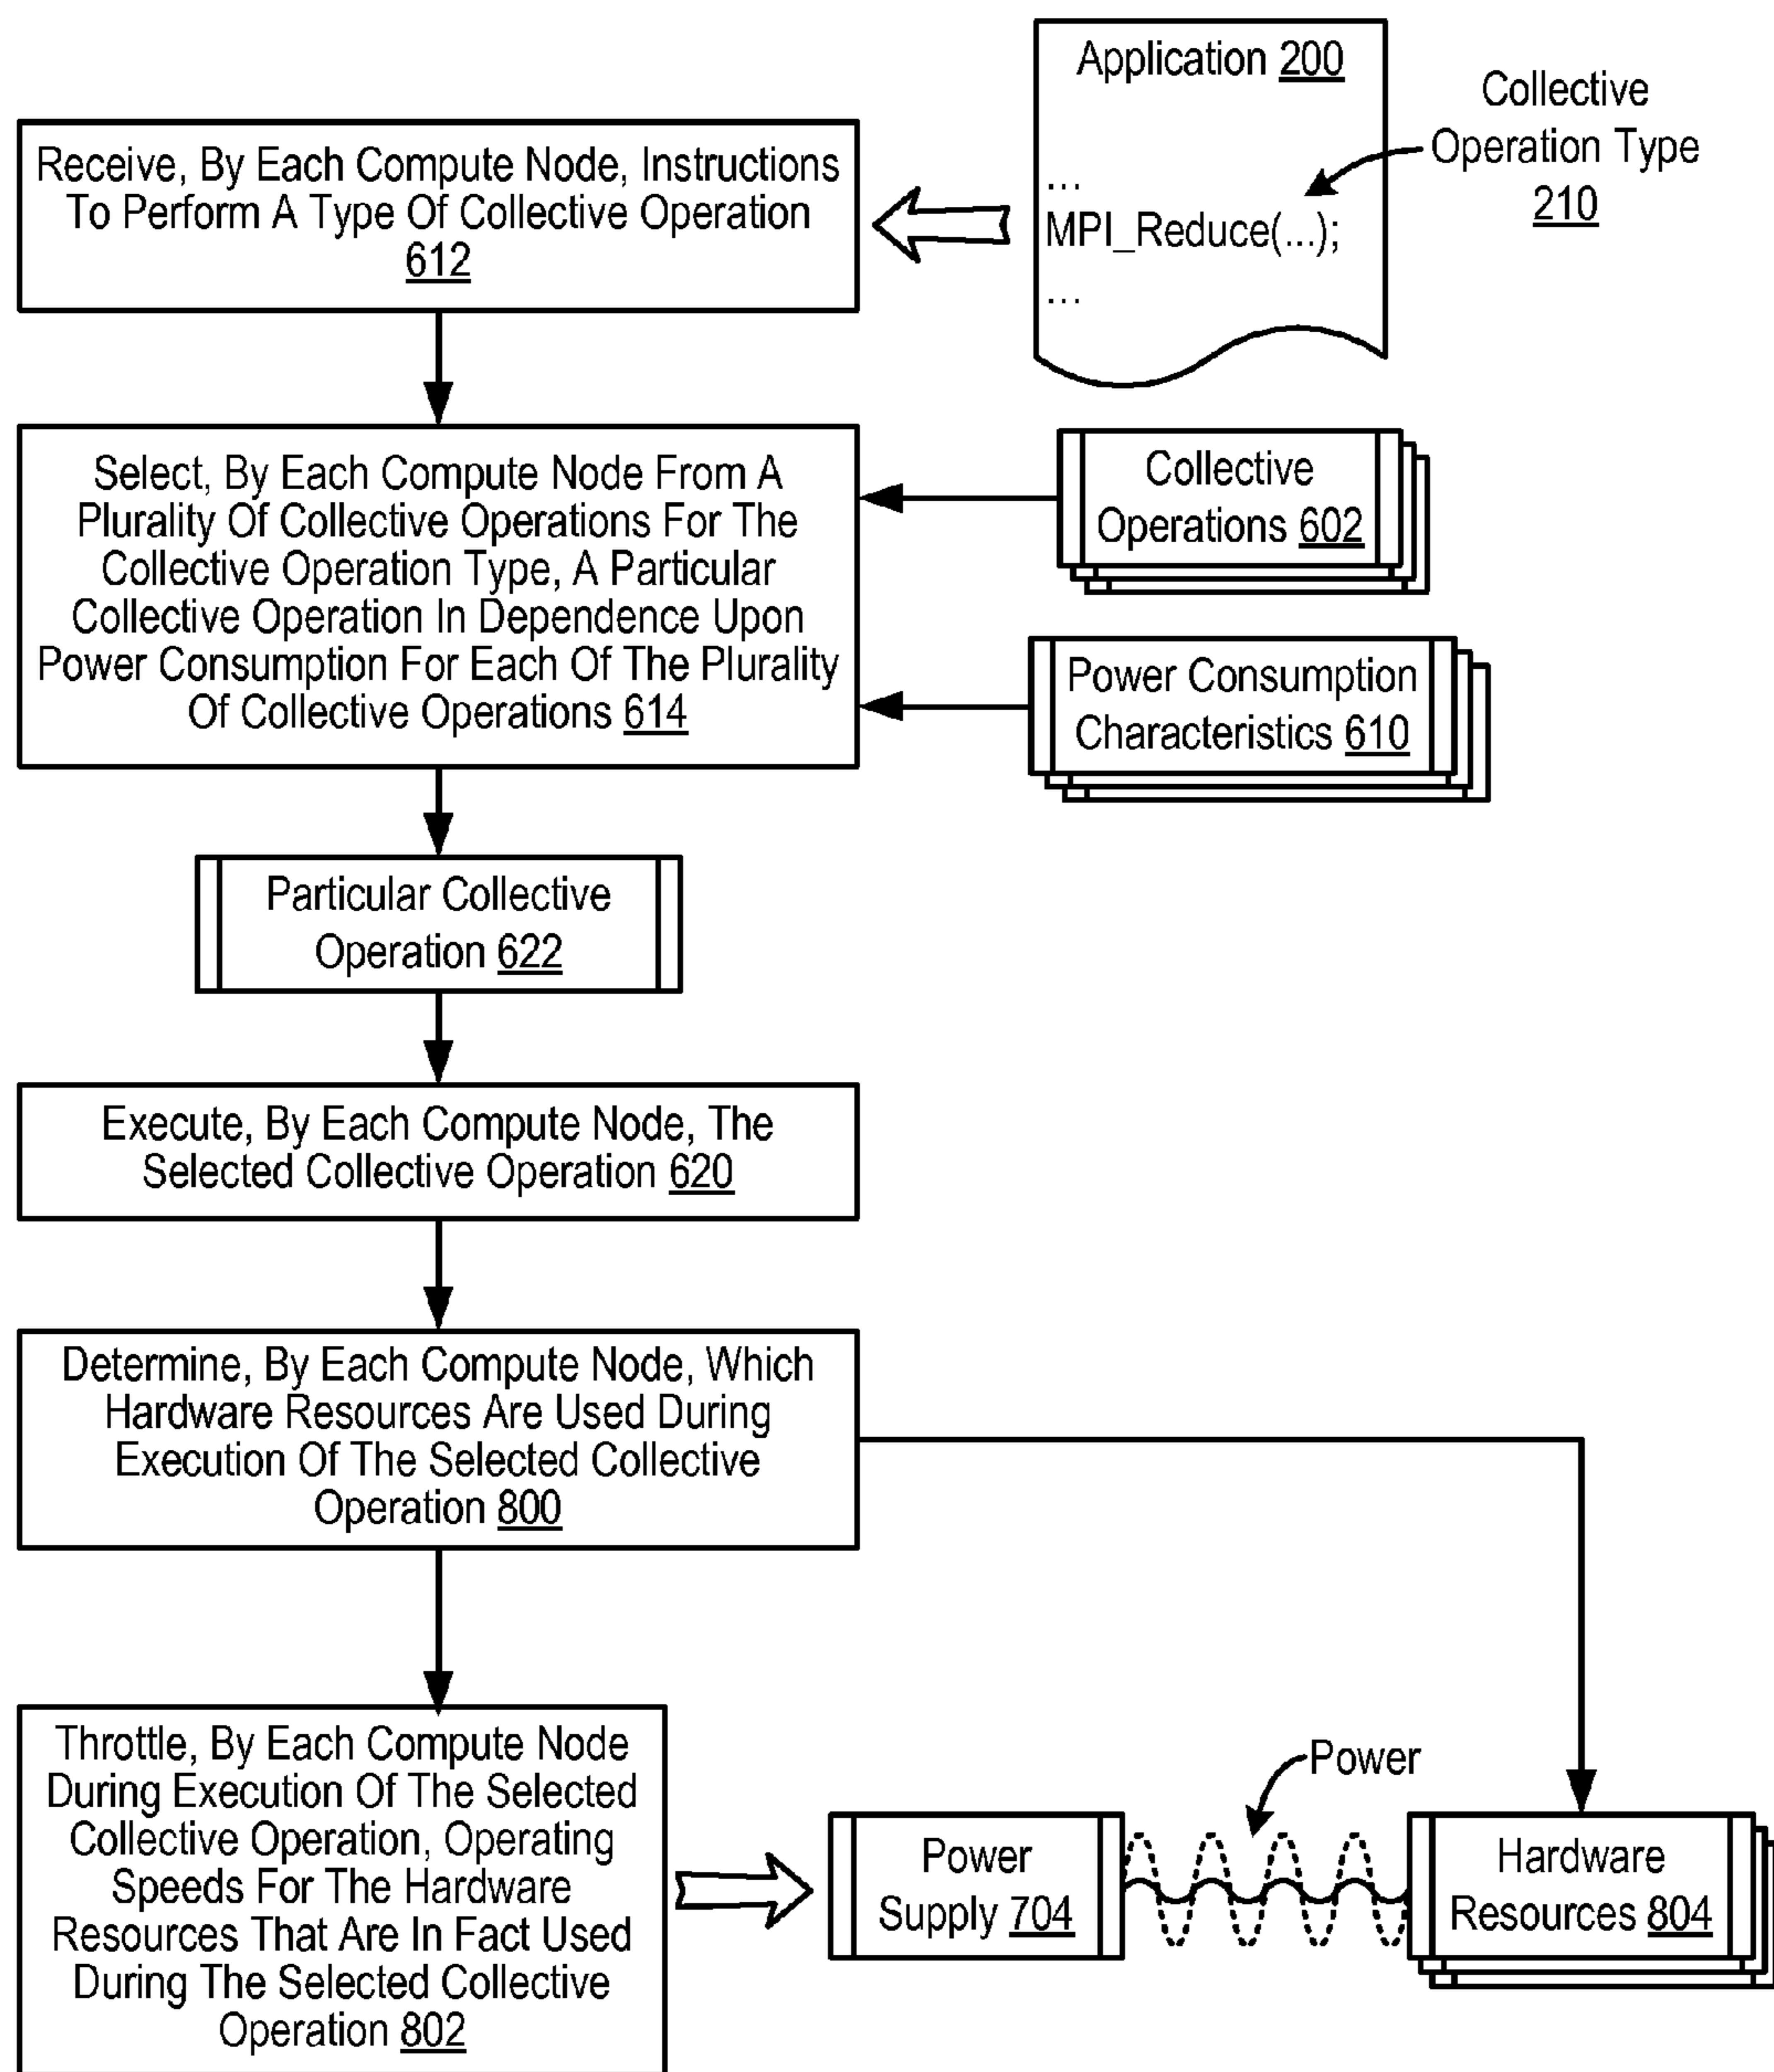 Application 200
Collective
Operation Type
210
...
MPI_Reduce(...);
...
Receive, By Each Compute Node, Instructions
To Perform A Type Of Collective Operation
612
Select, By Each Compute Node From A
Plurality Of Collective Operations For The
Collective Operation Type, A Particular
Collective Operation In Dependence Upon
Power Consumption For Each Of The Plurality
Of Collective Operations 614
Collective
Operations 602
Power Consumption
Characteristics 610
Particular Collective
Operation 622
Execute, By Each Compute Node, The
Selected Collective Operation 620
Determine, By Each Compute Node, Which
Hardware Resources Are Used During
Execution Of The Selected Collective
Operation 800
Throttle, By Each Compute Node
During Execution Of The Selected
Collective Operation, Operating
Speeds For The Hardware
Resources That Are In Fact Used
During The Selected Collective
Operation 802
Power
Supply 704
Power
Hardware
Resources 804